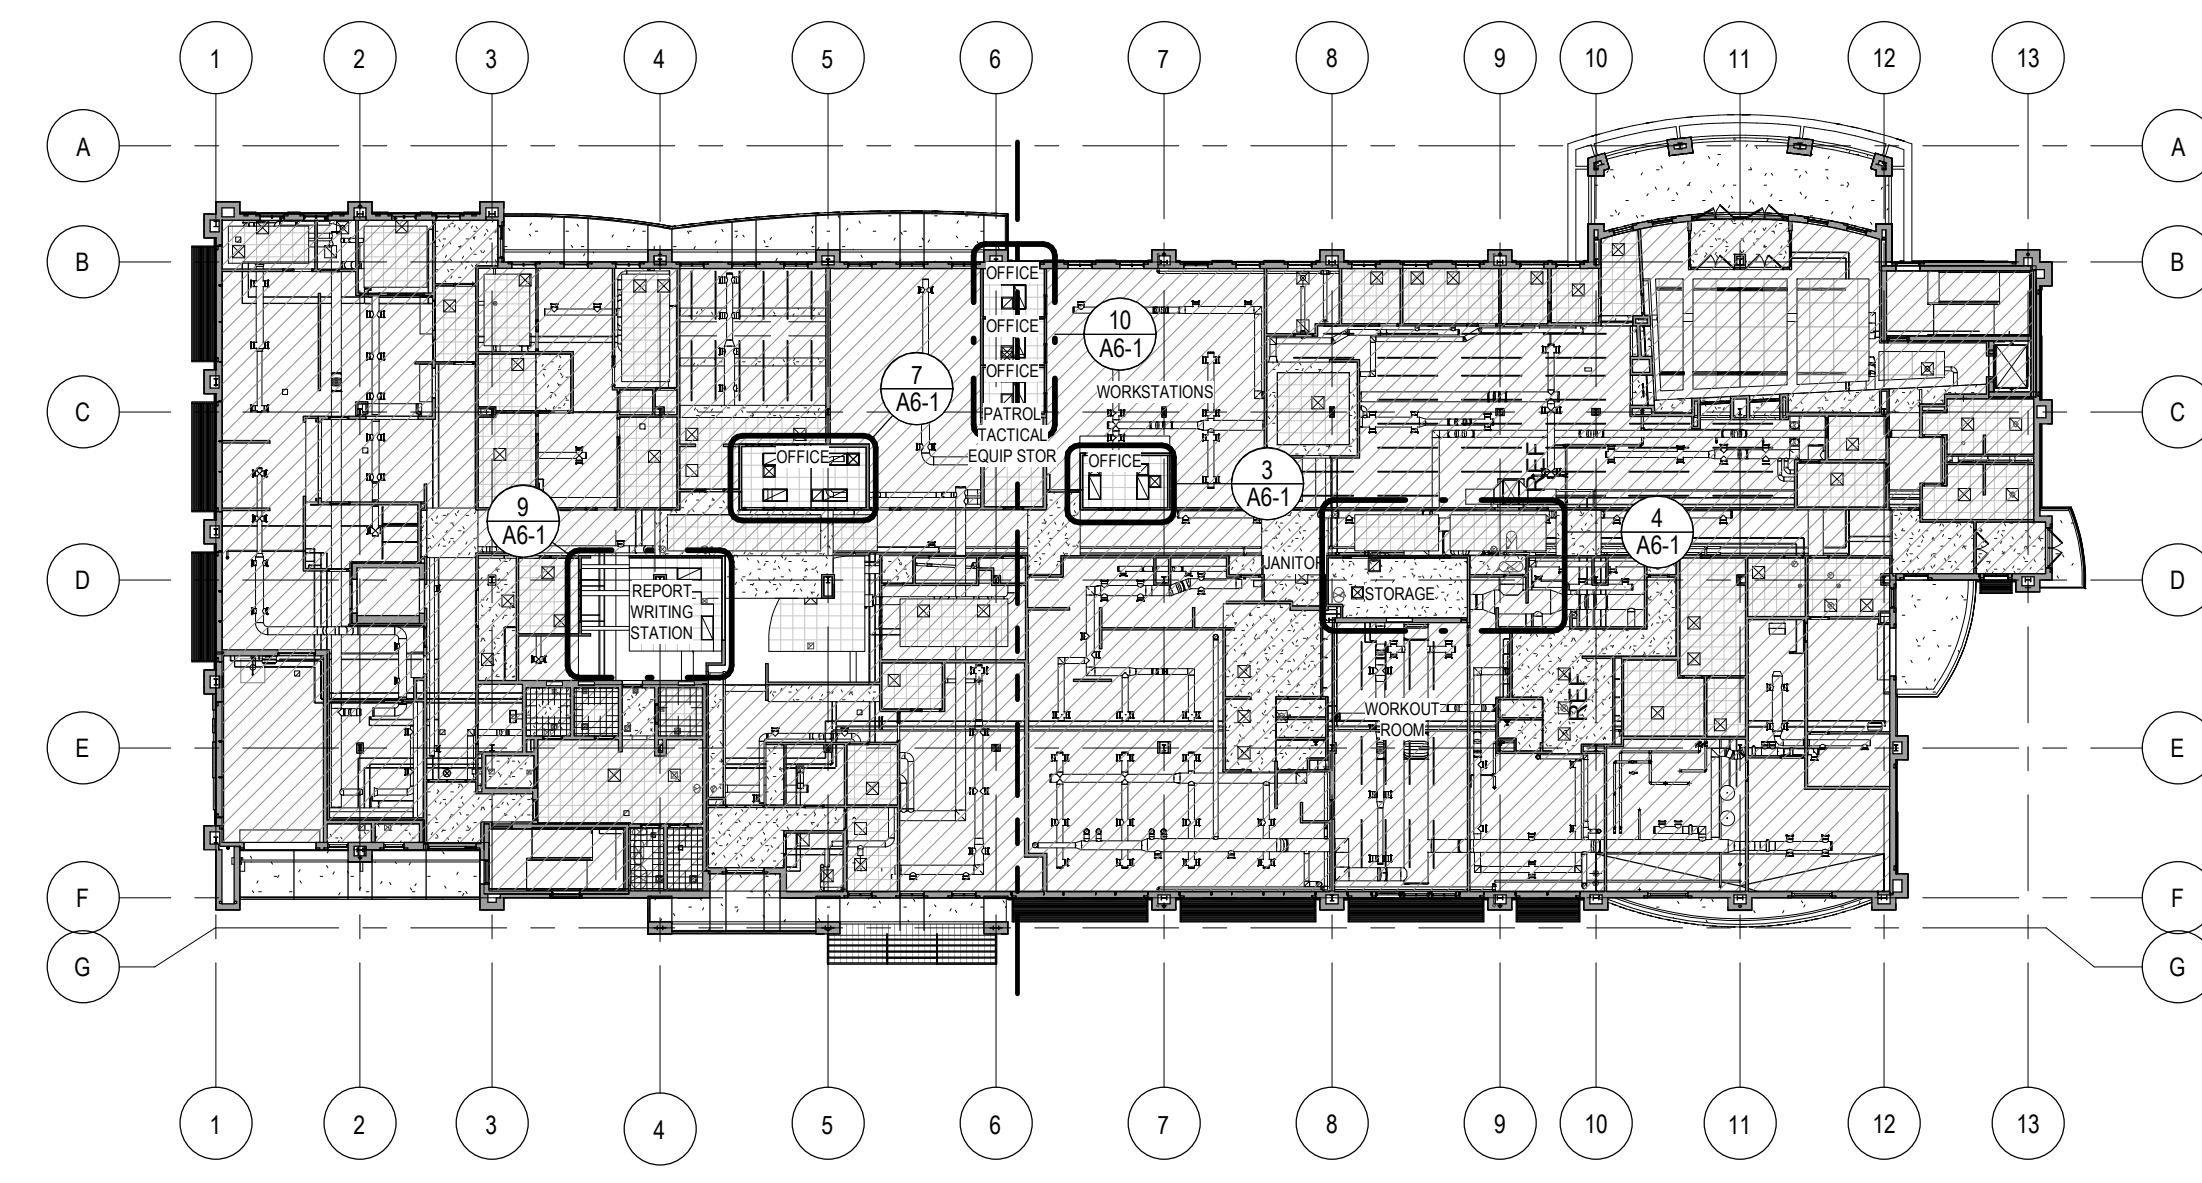 1 2 3 4 5 6 7 8 9 10 11 12 13
A A
B B
OFFICE
OFFICE
10
A6-1
OFFICE
7
A6-1
WORKSTATIONS
C C
PATROL
TACTICAL
EQUIP STOR
OFFICE
OFFICE
3
A6-1
REF
9
A6-1
4
A6-1
JANITOR
D D
STORAGE
REPORT
WRITING
STATION
REF
WORKOUT
ROOM
E E
F F
G G
1 2 3 4 5 6 7 8 9 10 11 12 13